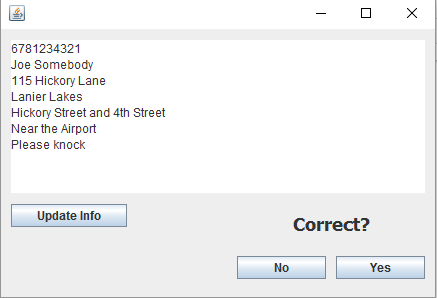 6781234321
Joe Somebody
115 Hickory Lane
Lanier Lakes
Hickory Street and 4th Street
Near the Airport
Please knock
Update Info
Correct?
No
Yes